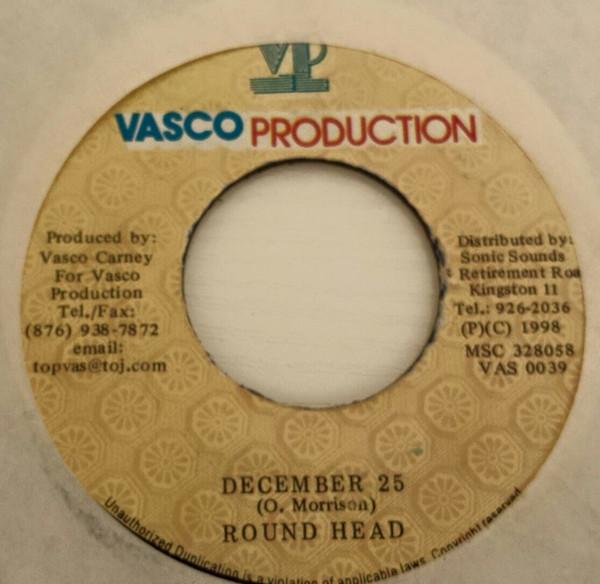 VP
VASCO PRODUCTION
Produced by:
Vasco Carney
For Vasco
Production
Tel./Fax:
(876) 938-7872
email:
topvas@toj.com
Distributed by:
Sonic Sounds
Retirement Roa
Kingston 11
Tel.: 926-2036
(P)(C) 1998
MSC 328058
VAS 0039
DECEMBER 25
(O. Morrison)
ROUND HEAD
Unauthorized Duplication is a violation of applicable laws. Copyright reserved